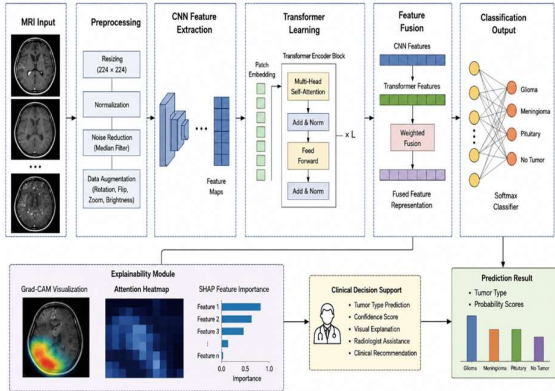 MRI Input
Preprocessing
Resizing
(224 × 224)
Normalization
Noise Reduction
(Median Filter)
Data Augmentation
(Rotation, Flip,
Zoom, Brightness)
CNN Feature
Extraction
Feature
Maps
Transformer
Learning
Transformer Encoder Block
Patch
Embedding
Multi-Head
Self-Attention
Add & Norm
Feed
Forward
Add & Norm
× L
Feature
Fusion
CNN Features
Transformer Features
Weighted
Fusion
Fused Feature
Representation
Classification
Output
Glioma
Meningioma
Pituitary
No Tumor
Softmax
Classifier
Explainability Module
Grad-CAM Visualization
Attention Heatmap
SHAP Feature Importance
Feature 1
Feature 2
Feature 3
Feature n
Importance
Clinical Decision Support
• Tumor Type Prediction
• Confidence Score
• Visual Explanation
• Radiologist Assistance
• Clinical Recommendation
Prediction Result
• Tumor Type
• Probability Scores
Glioma Meningioma Pituitary No Tumor